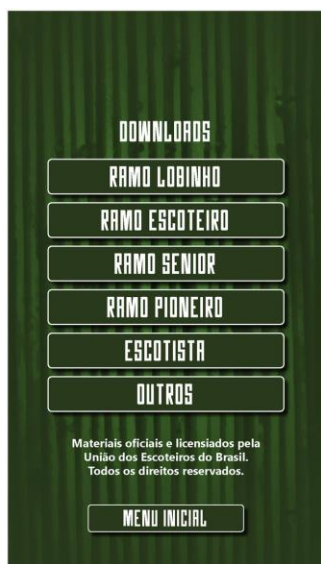 DOWNLOADS
RAMO LOBINHO
RAMO ESCOTEIRO
RAMO SENIOR
RAMO PIONEIRO
ESCOTISTA
OUTROS
Materiais oficiais e licensiados pela
União dos Escoteiros do Brasil.
Todos os direitos reservados.
MENU INICIAL